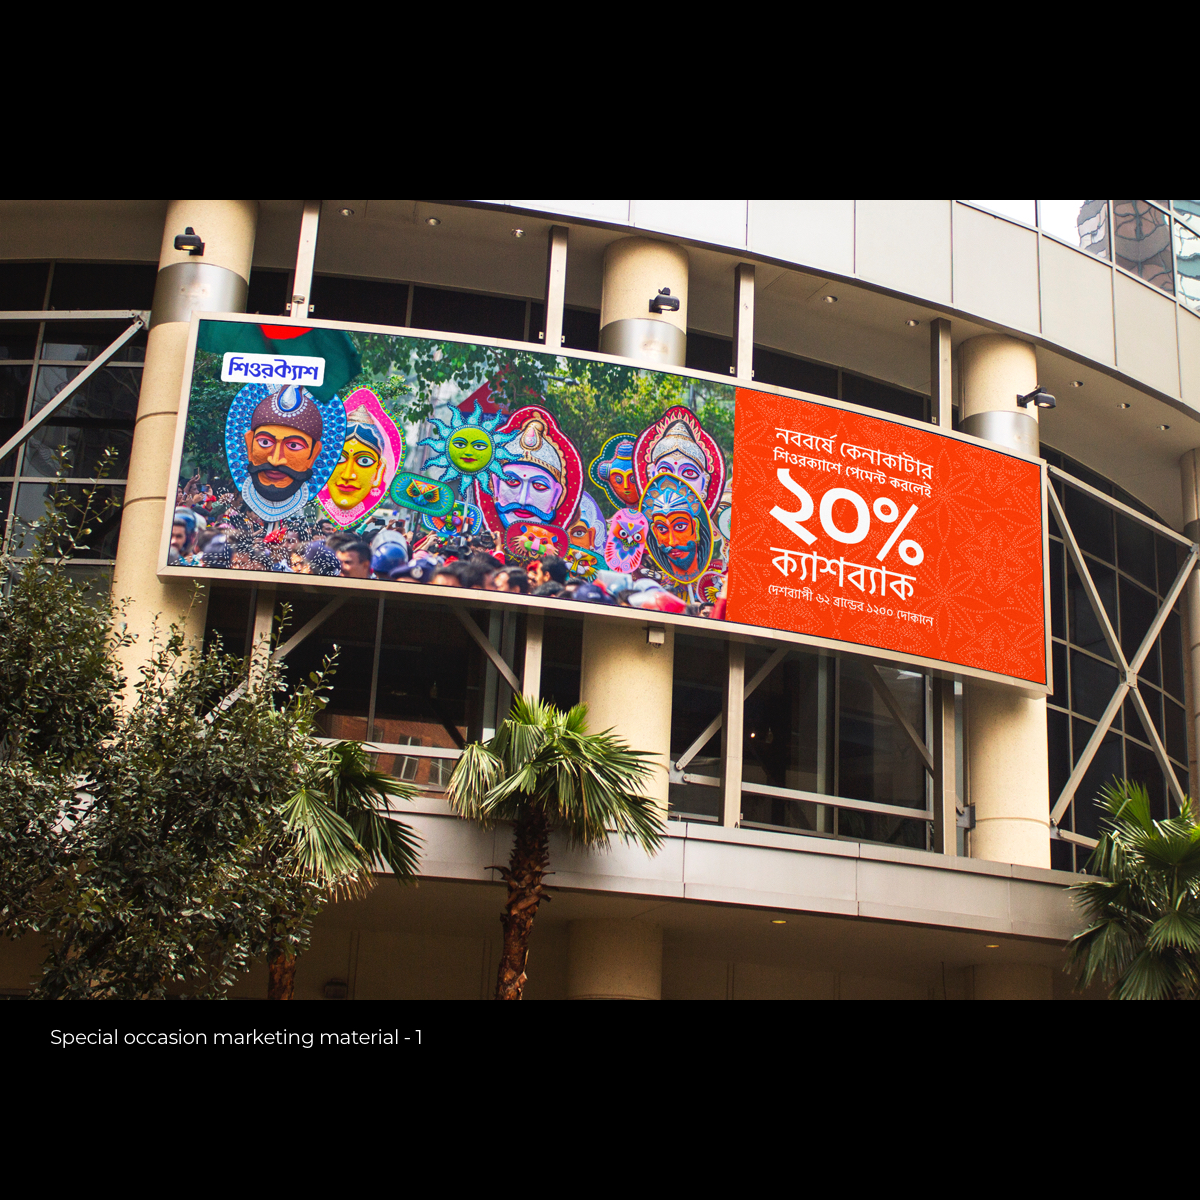 শিওরক্যাশ
নববর্ষে কেনাকাটার
শিওরক্যাশে পেমেন্ট করলেই
২০%
ক্যাশব্যাক
দেশব্যাপী ৬২ ব্রান্ডের ১২০০ দোকানে
Special occasion marketing material - 1